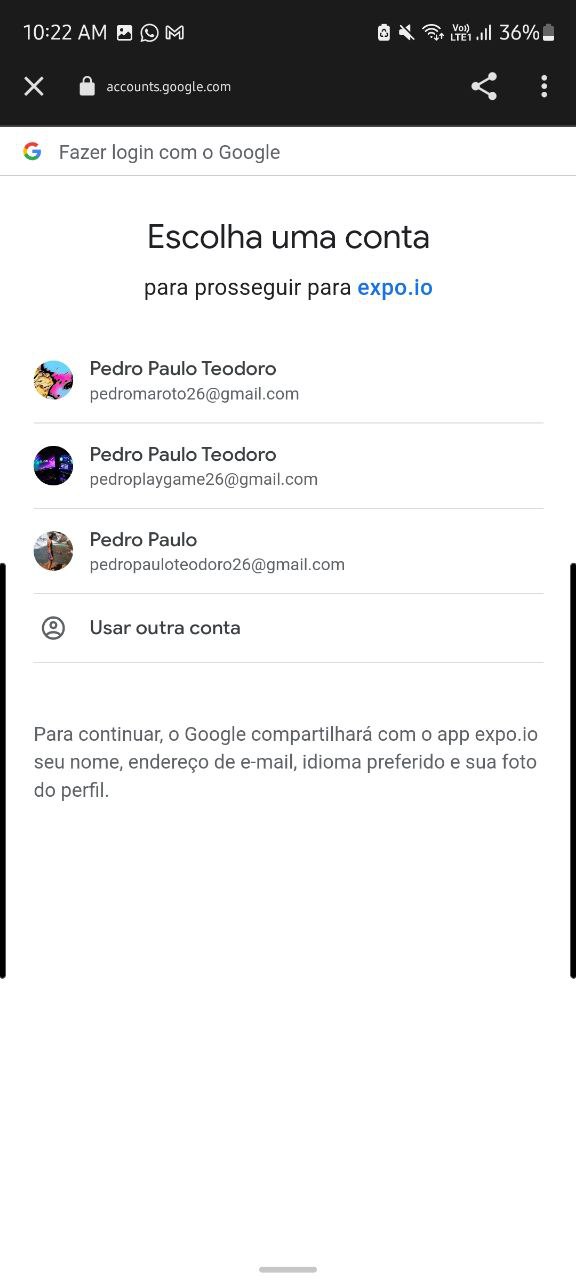 10:22 AM Vo)) LTE1 36%
accounts.google.com
Fazer login com o Google
Escolha uma conta
para prosseguir para expo.io
Pedro Paulo Teodoro
pedromaroto26@gmail.com
Pedro Paulo Teodoro
pedroplaygame26@gmail.com
Pedro Paulo
pedropauloteodoro26@gmail.com
Usar outra conta
Para continuar, o Google compartilhará com o app expo.io
seu nome, endereço de e-mail, idioma preferido e sua foto
do perfil.